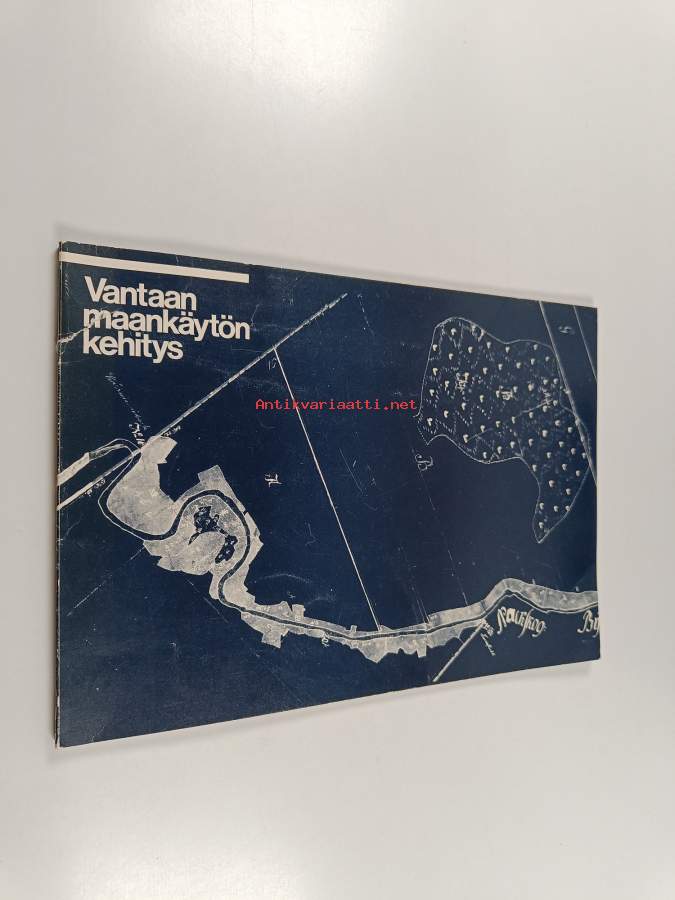 Vantaan
maankäytön
kehitys
Antikvariaatti.net